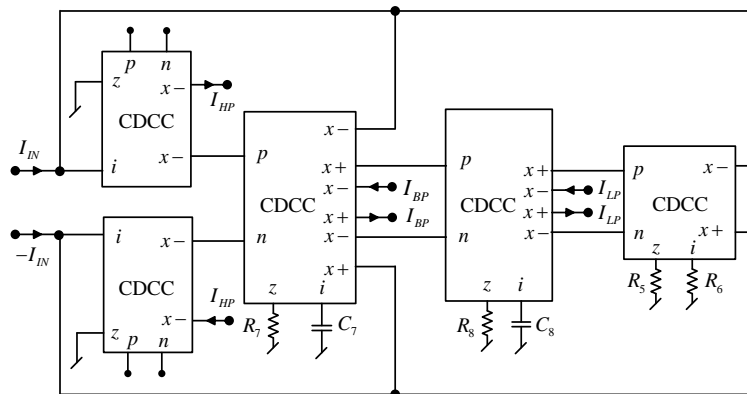 p n
z x−
I_HP
CDCC
I_IN
x−
i
p
x−
x+
x−
I_BP
CDCC
x+
I_BP
x−
n
x+
z i
R_7
C_7
p
x+
x−
I_LP
CDCC
x+
I_LP
n
x−
z i
R_8
C_8
p
x−
CDCC
n
x+
z i
R_5
R_6
−I_IN
i
x−
CDCC
I_HP
z
x−
p n